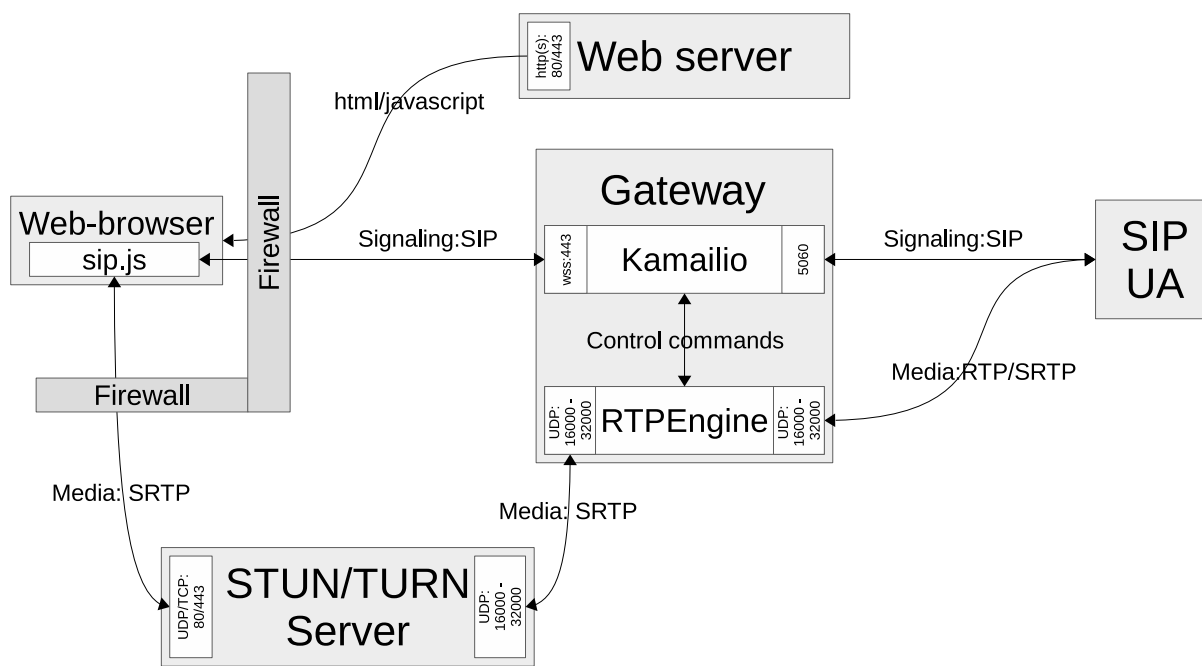 http(s):
80/443
Web server
html/javascript
Firewall
Gateway
Web-browser
sip.js
Signaling:SIP
wss:443
Kamailio
5060
Signaling:SIP
SIP
UA
Control commands
Media:RTP/SRTP
Firewall
UDP:
16000 -
32000
RTPEngine
UDP:
16000 -
32000
Media: SRTP
Media: SRTP
UDP/TCP:
80/443
STUN/TURN
Server
UDP:
16000 -
32000